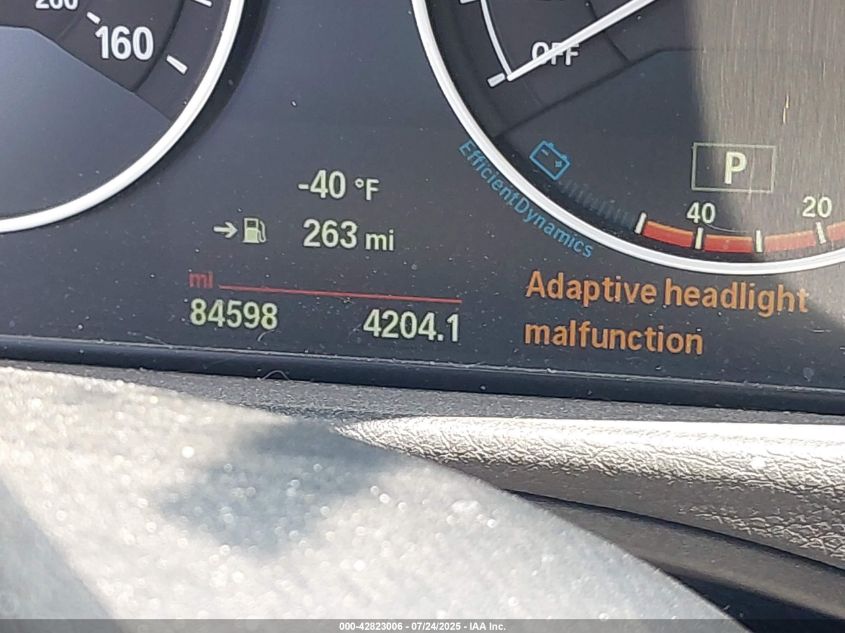 160
OFF
EfficientDynamics
P
40
20
-40 °F
263 mi
mi
84598 4204.1
Adaptive headlight
malfunction
000-42823006 - 07/24/2025 - IAA Inc.